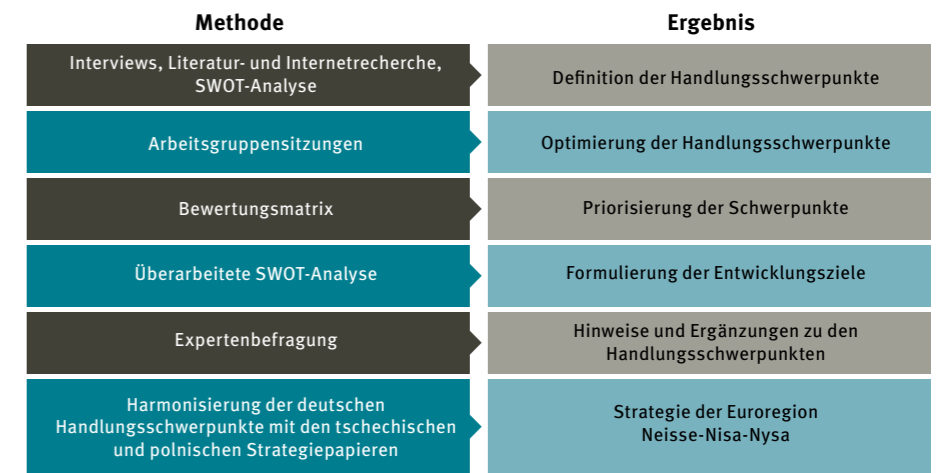 Methode
Ergebnis
Interviews, Literatur- und Internetrecherche,
SWOT-Analyse
Definition der Handlungsschwerpunkte
Arbeitsgruppensitzungen
Optimierung der Handlungsschwerpunkte
Bewertungsmatrix
Priorisierung der Schwerpunkte
Überarbeitete SWOT-Analyse
Formulierung der Entwicklungsziele
Expertenbefragung
Hinweise und Ergänzungen zu den
Handlungsschwerpunkten
Harmonisierung der deutschen
Handlungsschwerpunkte mit den tschechischen
und polnischen Strategiepapieren
Strategie der Euroregion
Neisse-Nisa-Nysa